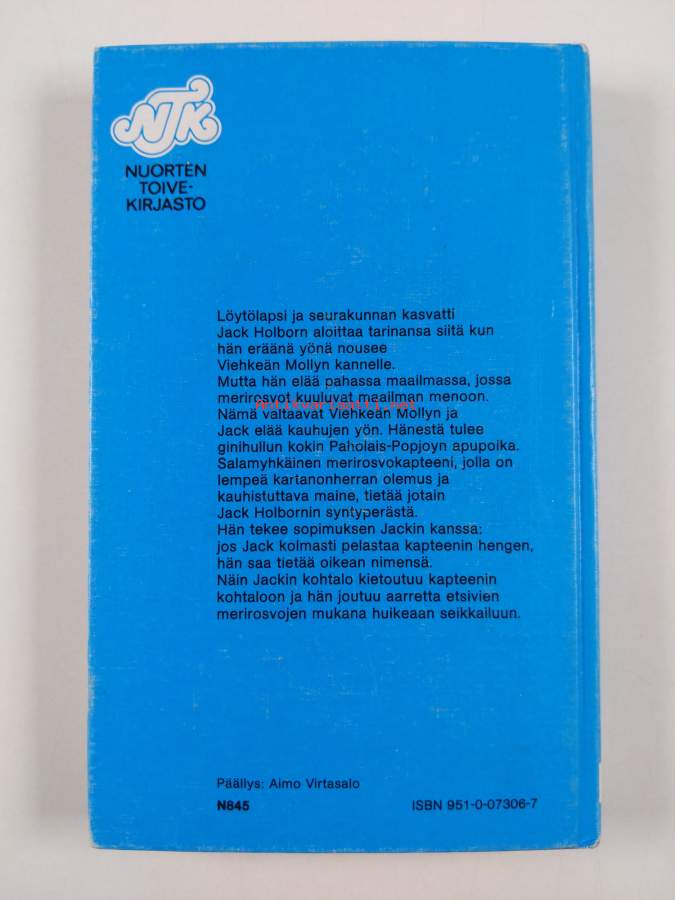 NTK
NUORTEN
TOIVE-
KIRJASTO
Löytölapsi ja seurakunnan kasvatti
Jack Holborn aloittaa tarinansa siitä kun
hän eräänä yönä nousee
Viehkeän Mollyn kannelle.
Mutta hän elää pahassa maailmassa, jossa
merirosvot kuuluvat maailman menoon.
Antikvariaatti.net
Nämä valtaavat Viehkeän Mollyn ja
Jack elää kauhujen yön. Hänestä tulee
ginihullun kokin Paholais-Popjoyn apupoika.
Salamyhkäinen merirosvokapteeni, jolla on
lempeä kartanonherran olemus ja
kauhistuttava maine, tietää jotain
Jack Holbornin syntyperästä.
Hän tekee sopimuksen Jackin kanssa:
jos Jack kolmasti pelastaa kapteenin hengen,
hän saa tietää oikean nimensä.
Näin Jackin kohtalo kietoutuu kapteenin
kohtaloon ja hän joutuu aarretta etsivien
merirosvojen mukana huikeaan seikkailuun.
Päällys: Aimo Virtasalo
N845 ISBN 951-0-07306-7